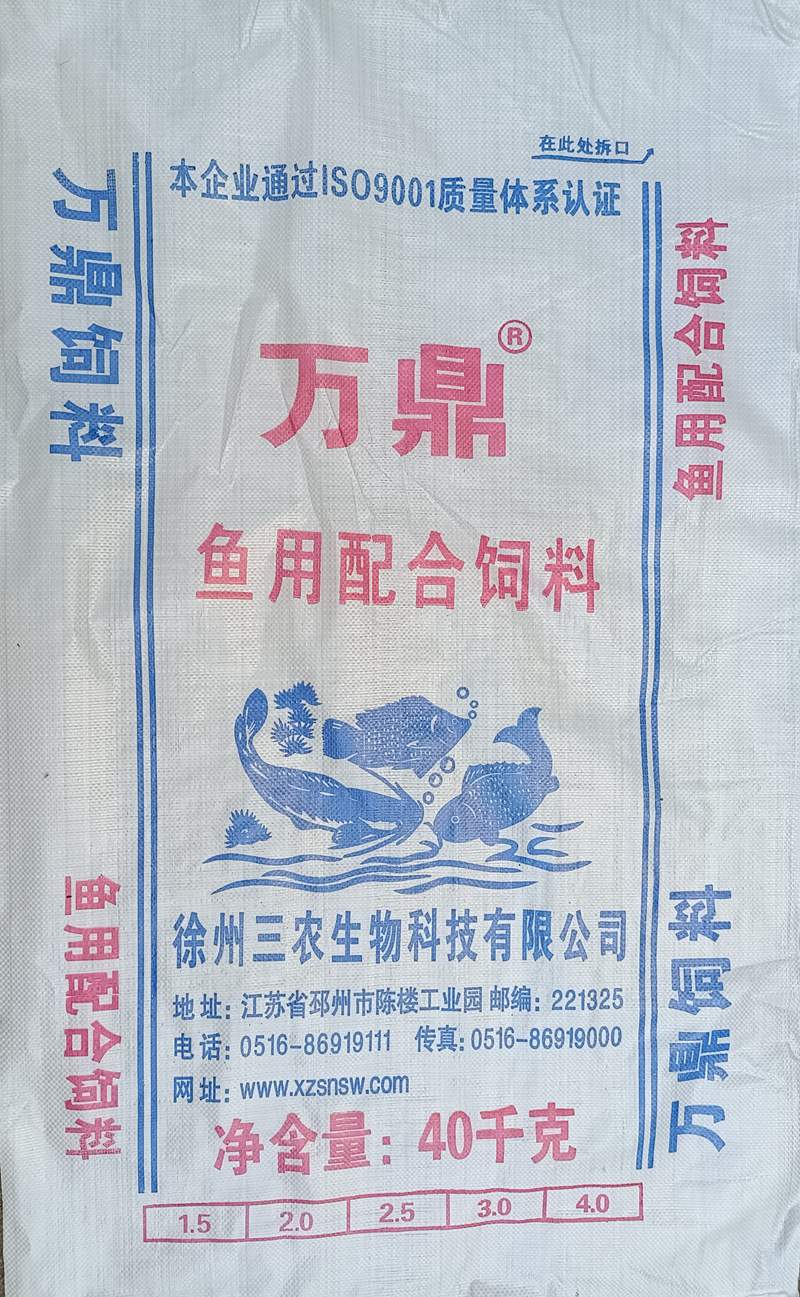 在此处拆口
本企业通过ISO9001质量体系认证
万鼎饲料
鱼用配合饲料
万鼎®
鱼用配合饲料
鱼用配合饲料
万鼎饲料
徐州三农生物科技有限公司
地址：江苏省邳州市陈楼工业园 邮编：221325
电话：0516-86919111 传真：0516-86919000
网址：www.xzsnsw.com
净含量：40千克
1.5 2.0 2.5 3.0 4.0